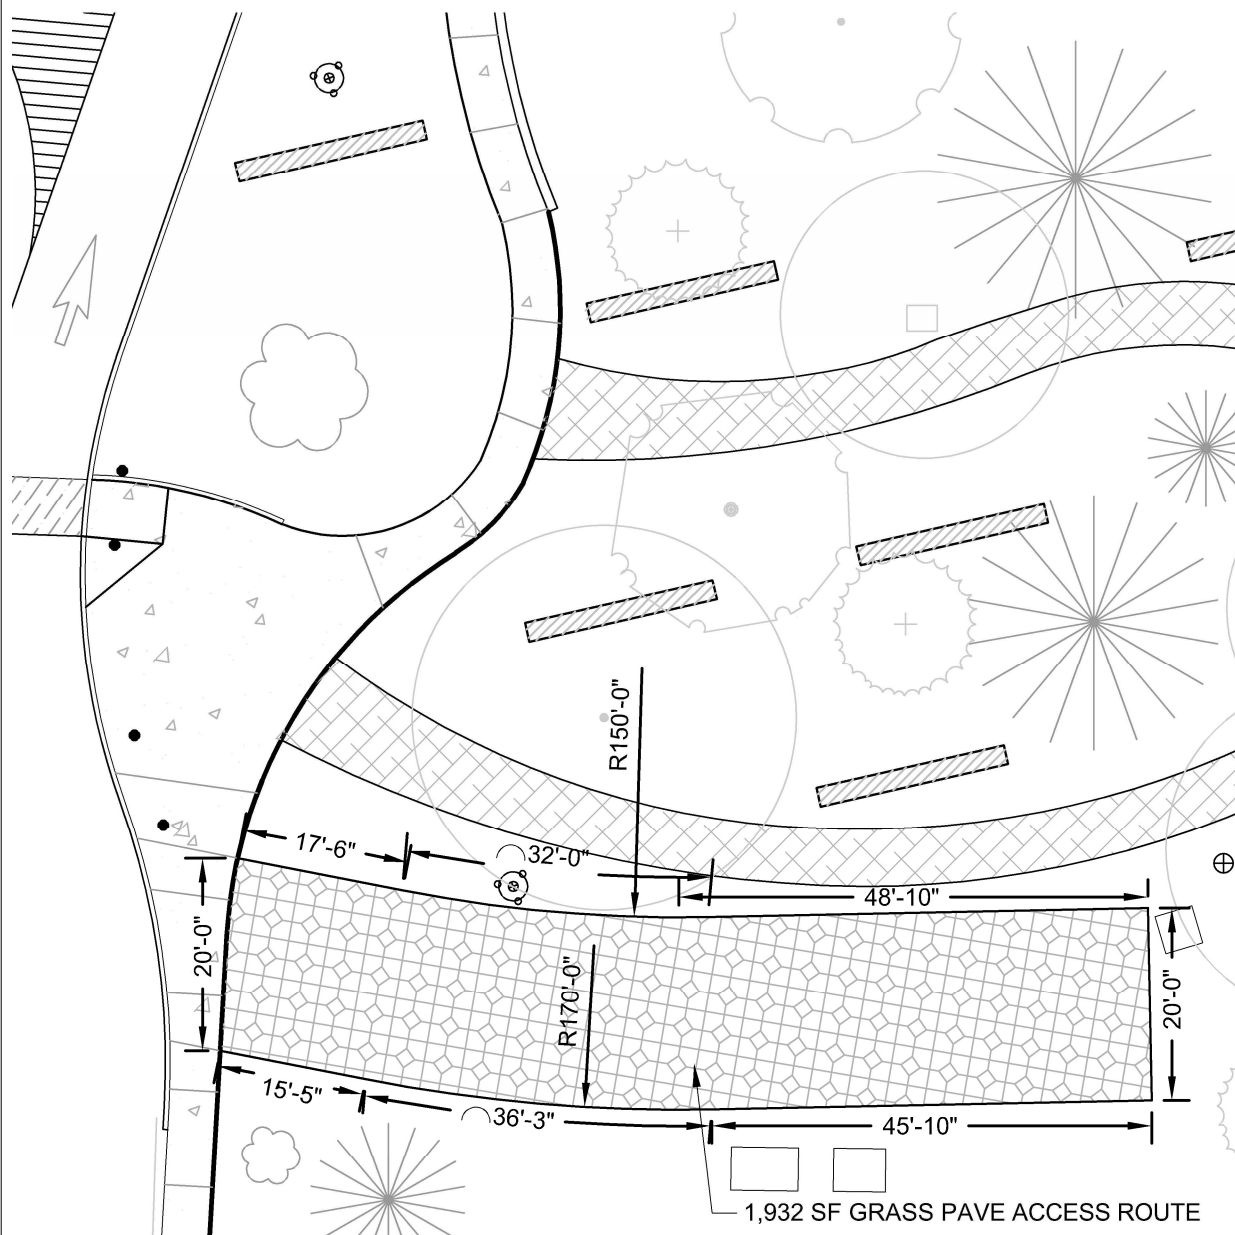 R150'-0"
17'-6"
32'-0"
48'-10"
20'-0"
R170'-0"
20'-0"
15'-5"
36'-3"
45'-10"
1,932 SF GRASS PAVE ACCESS ROUTE